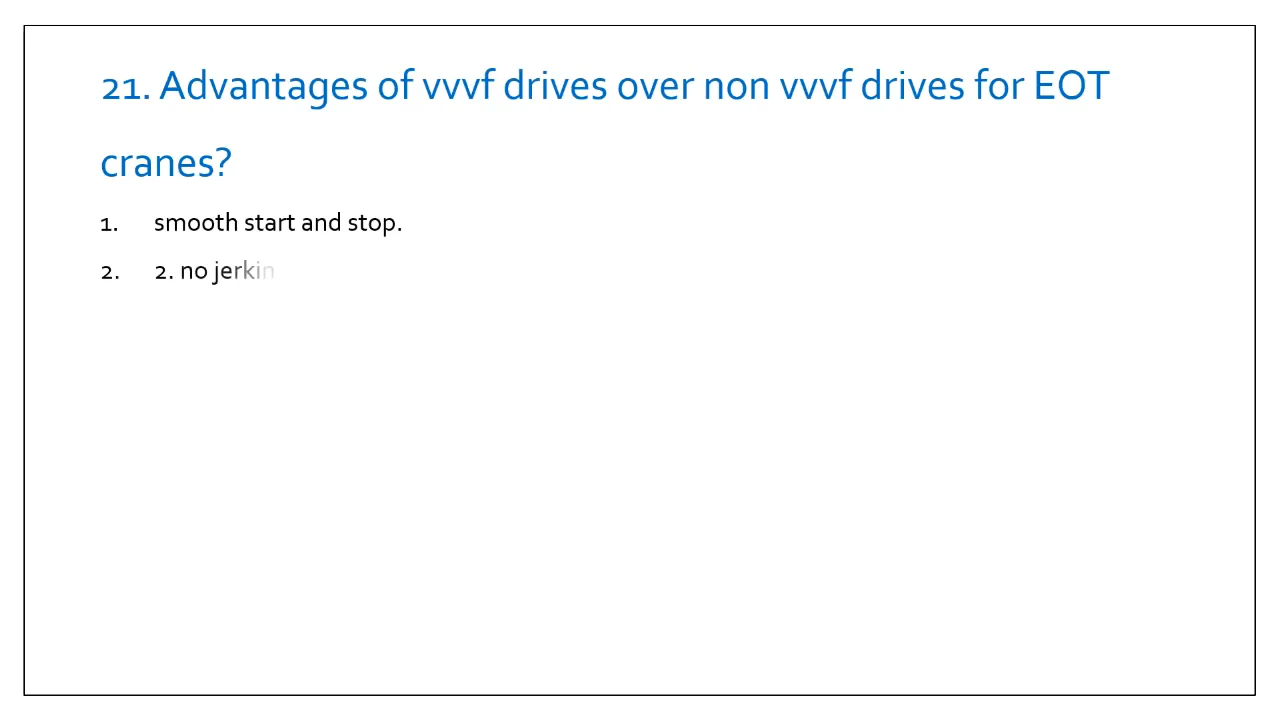 21. Advantages of vvvf drives over non vvvf drives for EOT
cranes?
1. smooth start and stop.
2. 2. no jerkin